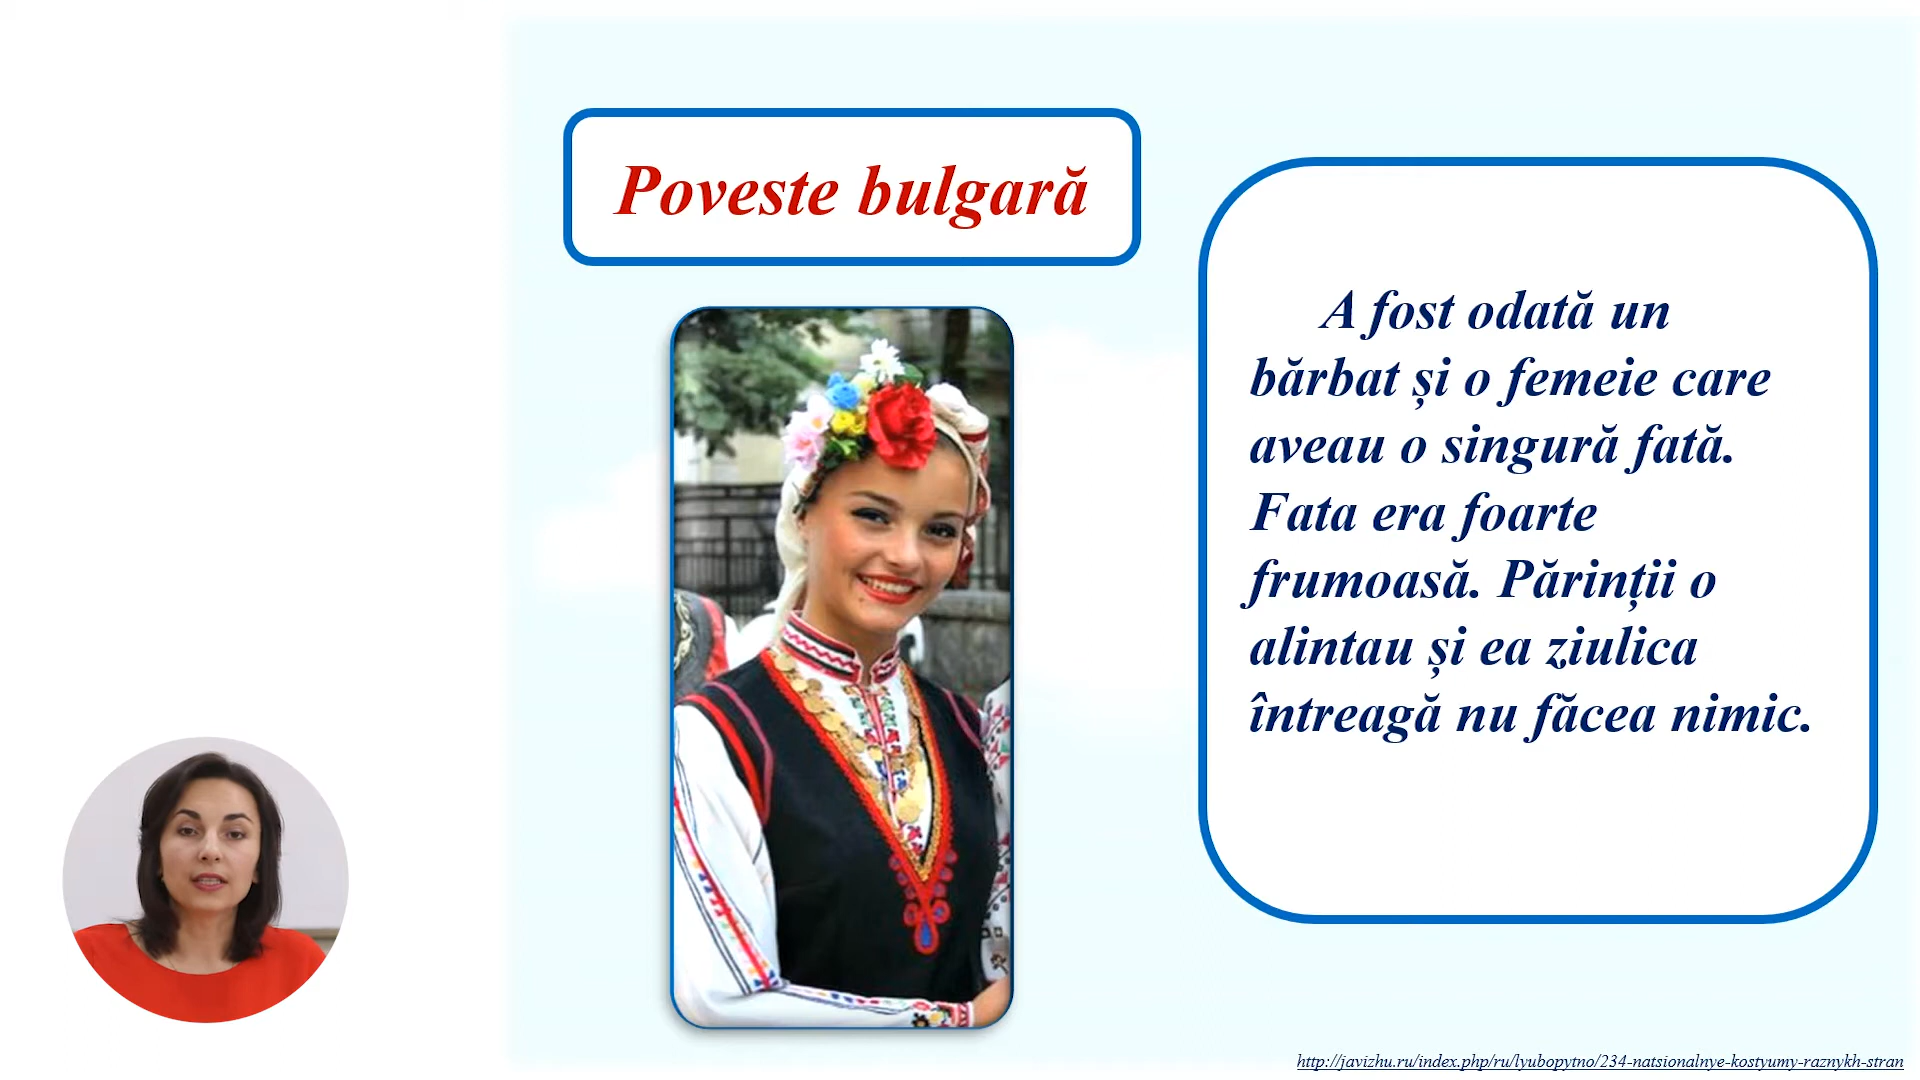 Poveste bulgară
A fost odată un
bărbat și o femeie care
aveau o singură fată.
Fata era foarte
frumoasă. Părinții o
alintau și ea ziulica
întreagă nu făcea nimic.
http://javizhu.ru/index.php/ru/lyubopytno/234-natsionalnye-kostyumy-raznykh-stran